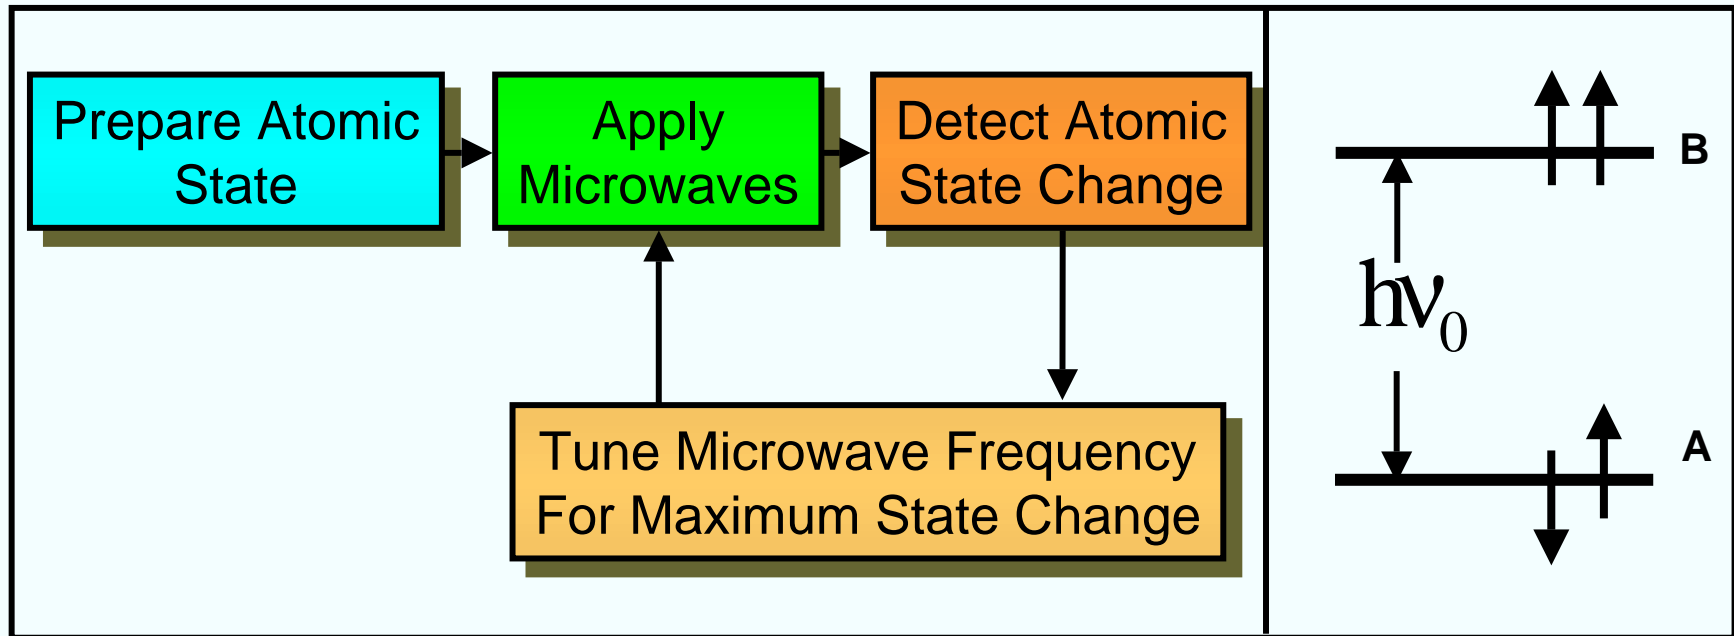 Prepare Atomic
State
Apply
Microwaves
Detect Atomic
State Change
Tune Microwave Frequency
For Maximum State Change
B
hν₀
A